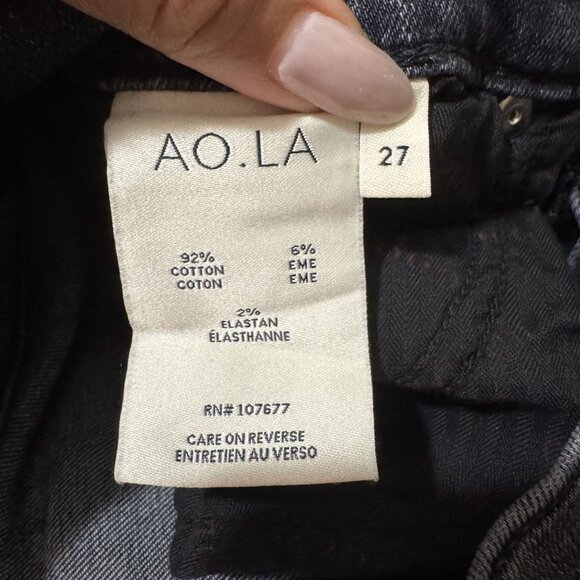 AO.LA
27
92% 6%
COTTON EME
COTON EME
2%
ELASTAN
ÉLASTHANNE
RN# 107677
CARE ON REVERSE
ENTRETIEN AU VERSO